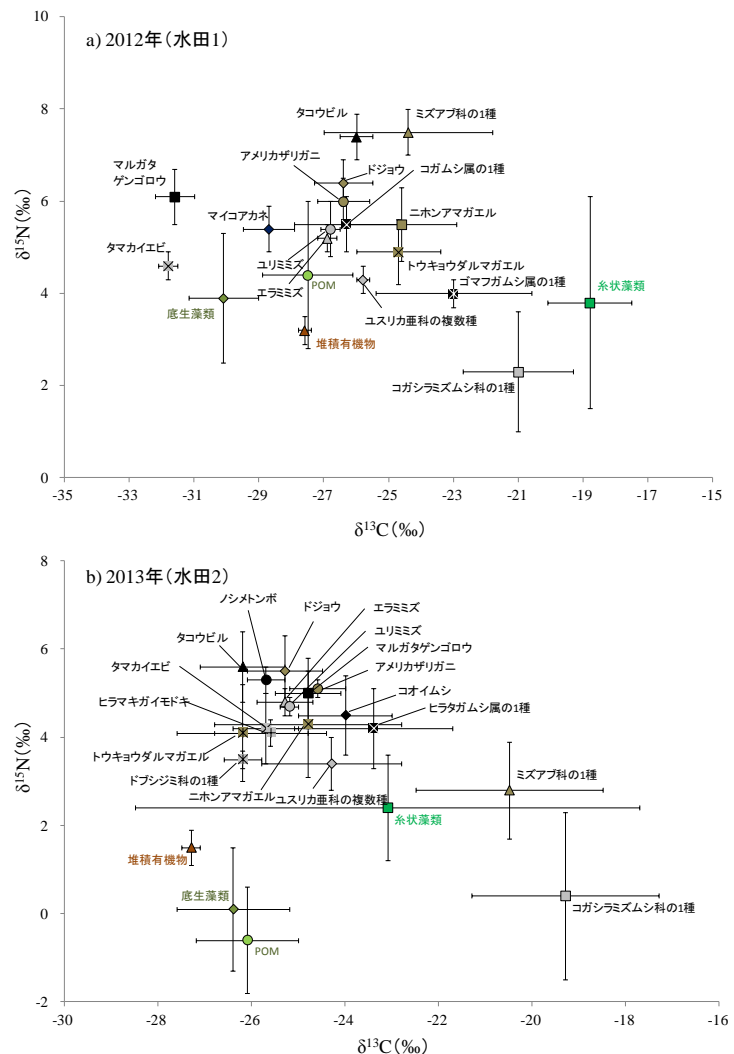 a) 2012年（水田1）
10
8
6
4
2
0
δ15N（‰）
タコウビル
ミズアブ科の1種
アメリカザリガニ
ドジョウ
コガムシ属の1種
マルガタ
ゲンゴロウ
マイコアカネ
ニホンアマガエル
タマカイエビ
ユリミミズ
トウキョウダルマガエル
エラミミズ
POM
ゴマフガムシ属の1種
ユスリカ亜科の複数種
糸状藻類
底生藻類
堆積有機物
コガシラミズムシ科の1種
-35 -33 -31 -29 -27 -25 -23 -21 -19 -17 -15
δ13C（‰）
b) 2013年（水田2）
8
6
4
2
0
-2
δ15N（‰）
ノシメトンボ
ドジョウ
エラミミズ
ユリミミズ
タコウビル
マルガタゲンゴロウ
タマカイエビ
アメリカザリガニ
ヒラマキガイモドキ
コオイムシ
ヒラタガムシ属の1種
トウキョウダルマガエル
ドブシジミ科の1種
ニホンアマガエル
ユスリカ亜科の複数種
ミズアブ科の1種
糸状藻類
堆積有機物
底生藻類
コガシラミズムシ科の1種
POM
-30 -28 -26 -24 -22 -20 -18 -16
δ13C（‰）